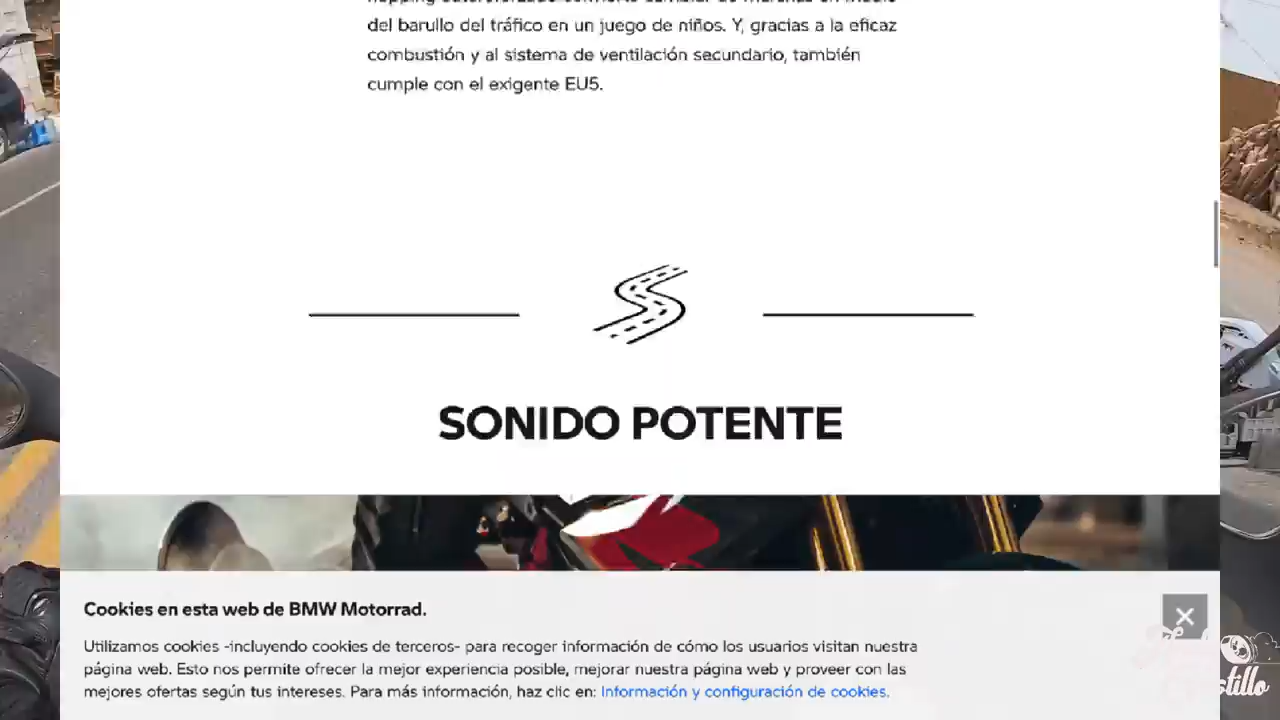 del barullo del tráfico en un juego de niños. Y, gracias a la eficaz
combustión y al sistema de ventilación secundario, también
cumple con el exigente EU5.
SONIDO POTENTE
Cookies en esta web de BMW Motorrad.
Utilizamos cookies -incluyendo cookies de terceros- para recoger información de cómo los usuarios visitan nuestra
página web. Esto nos permite ofrecer la mejor experiencia posible, mejorar nuestra página web y proveer con las
mejores ofertas según tus intereses. Para más información, haz clic en: Información y configuración de cookies.